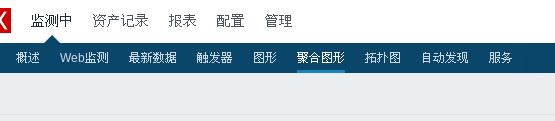 X 监测中 资产记录 报表 配置 管理
概述 Web监测 最新数据 触发器 图形 聚合图形 拓扑图 自动发现 服务